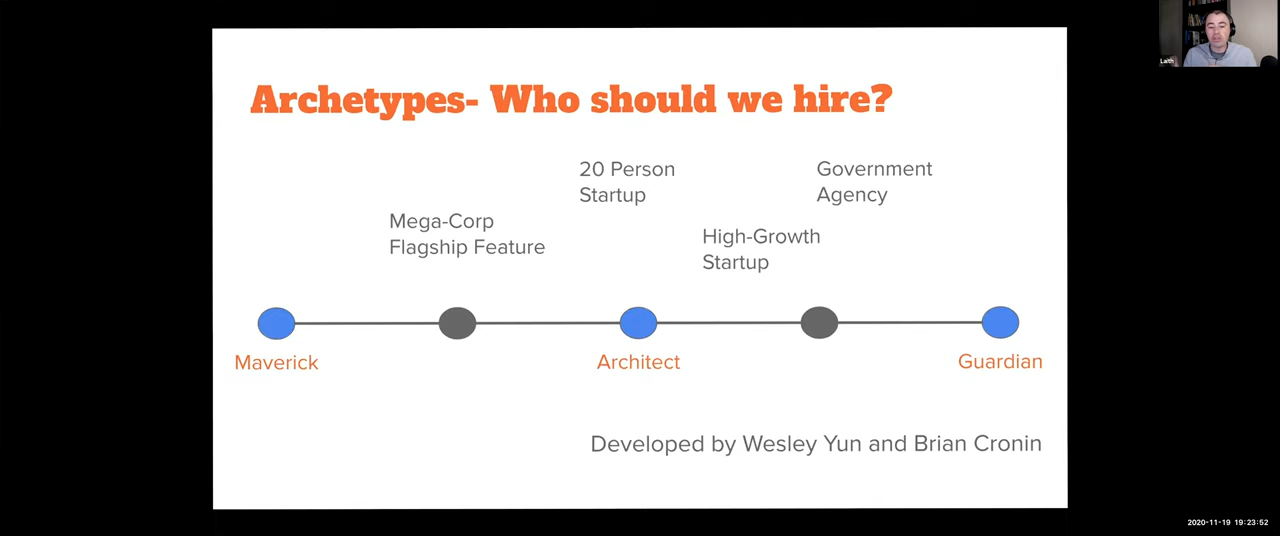 Archetypes- Who should we hire?
20 Person
Startup
Government
Agency
Mega-Corp
Flagship Feature
High-Growth
Startup
Maverick
Architect
Guardian
Developed by Wesley Yun and Brian Cronin
Laith
2020-11-19 19:23:52